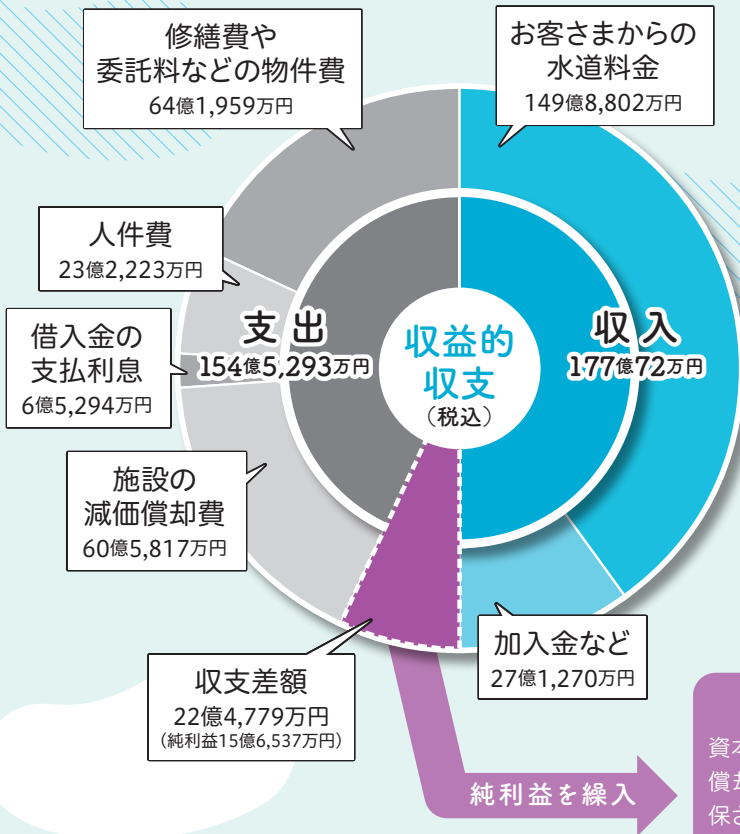 修繕費や
委託料などの物件費
64億1,959万円
お客さまからの
水道料金
149億8,802万円
人件費
23億2,223万円
借入金の
支払利息
6億5,294万円
支出
154億5,293万円
収益的
収支
（税込）
収入
177億72万円
施設の
減価償却費
60億5,817万円
収支差額
22億4,779万円
（純利益15億6,537万円）
加入金など
27億1,270万円
純利益を繰入
資本
償却
保さ